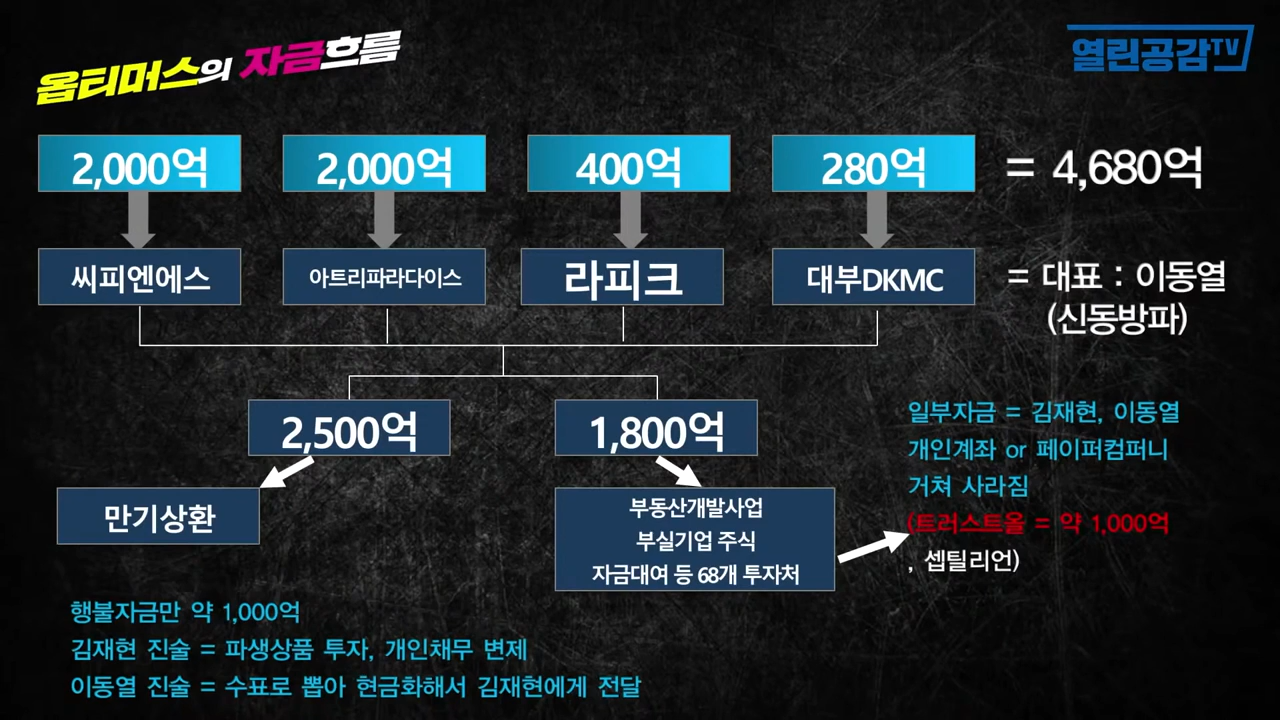 옵티머스의 자금흐름
열린공감TV
2,000억 2,000억 400억 280억 = 4,680억
씨피엔에스 아트리파라다이스 라피크 대부DKMC = 대표 : 이동열
(신동방파)
2,500억 1,800억
만기상환
부동산개발사업
부실기업 주식
자금대여 등 68개 투자처
일부자금 = 김재현, 이동열
개인계좌 or 페이퍼컴퍼니
거쳐 사라짐
(트러스트올 = 약 1,000억
, 셉틸리언)
행불자금만 약 1,000억
김재현 진술 = 파생상품 투자, 개인채무 변제
이동열 진술 = 수표로 뽑아 현금화해서 김재현에게 전달